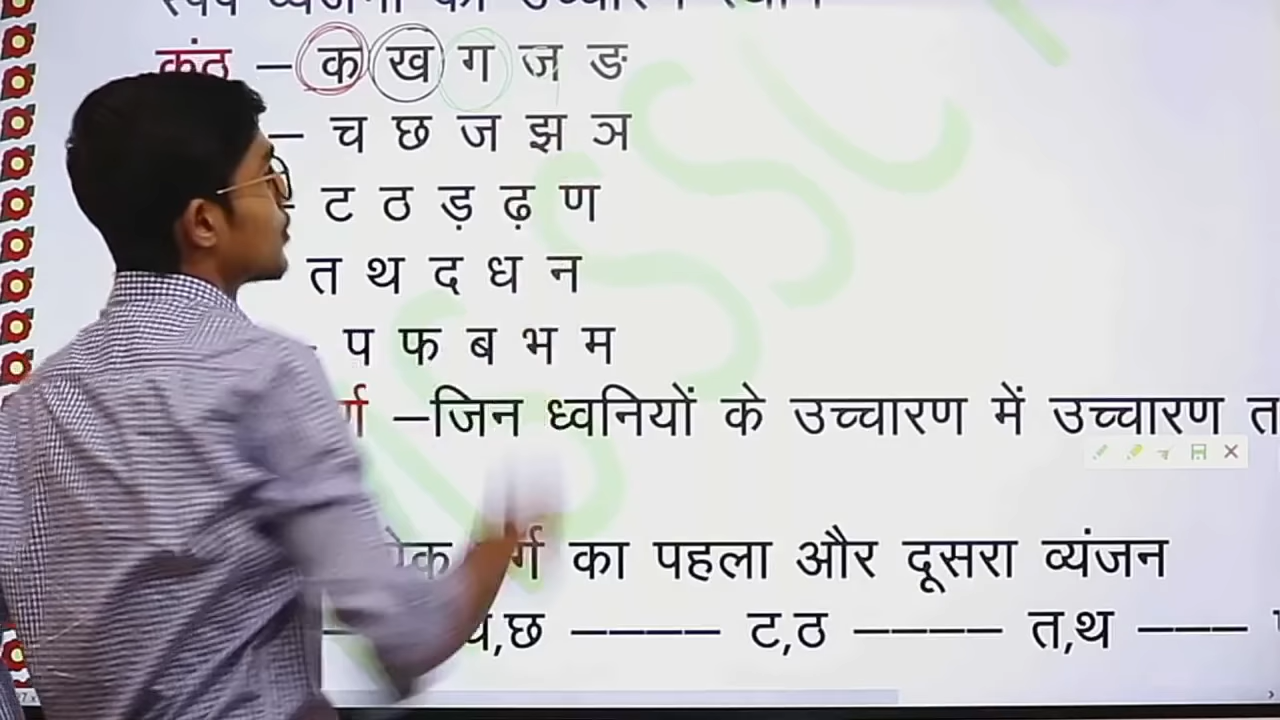 कंठ – क ख ग ज ङ
– च छ ज झ ञ
ट ठ ड़ ढ़ ण
त थ द ध न
प फ ब भ म
–जिन ध्वनियों के उच्चारण में उच्चारण
का पहला और दूसरा व्यंजन
च,छ –––– ट,ठ –––– त,थ –––